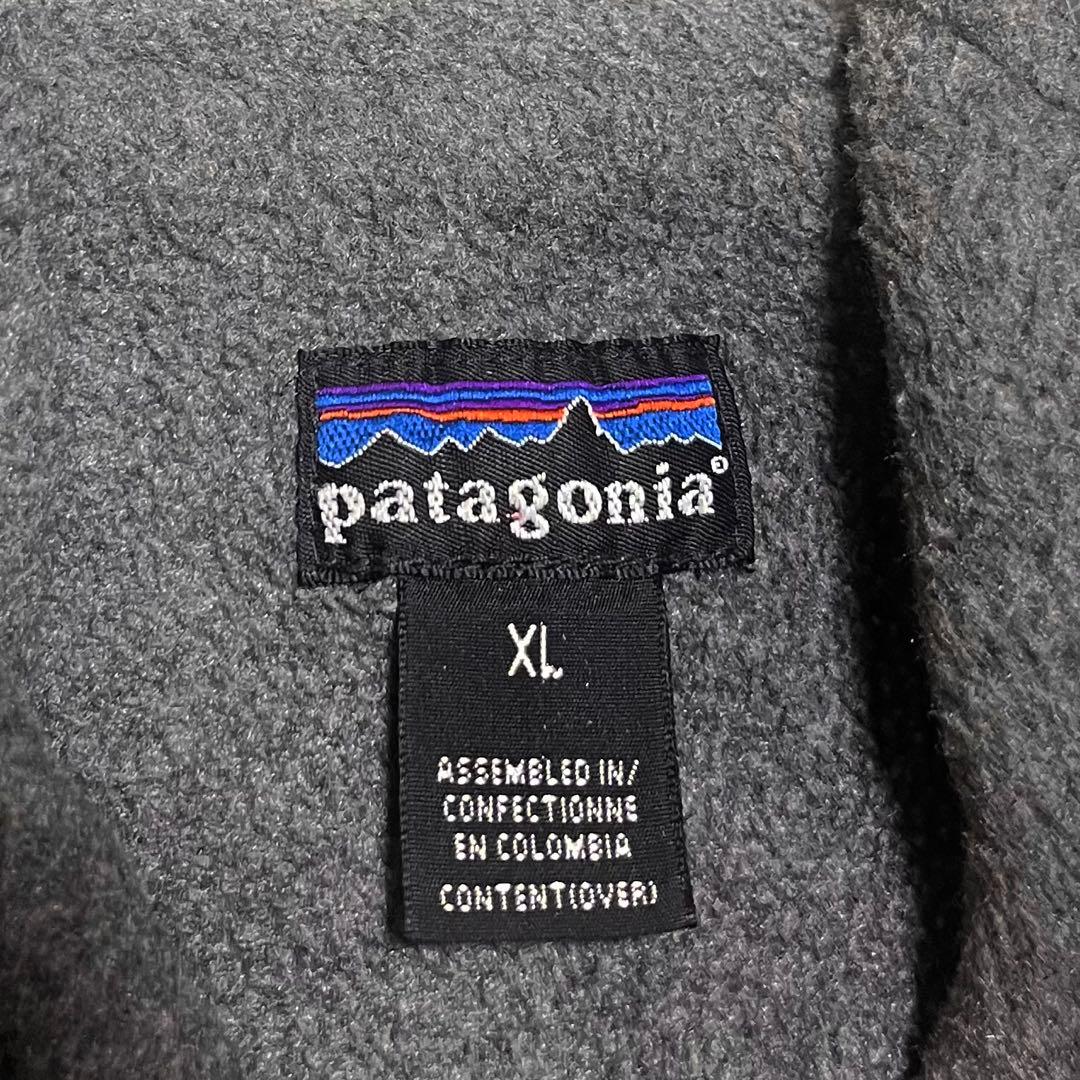 patagonia®
XL
ASSEMBLED IN/
CONFECTIONNE
EN COLOMBIA
CONTENT(OVER)